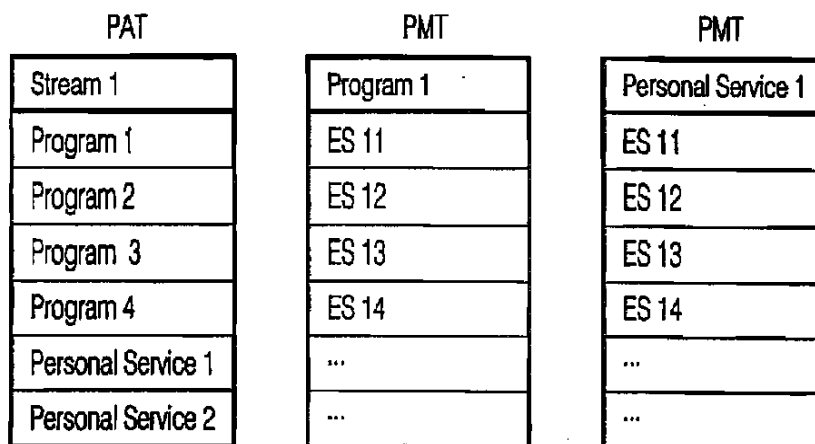 PAT
Stream 1
Program 1
Program 2
Program 3
Program 4
Personal Service 1
Personal Service 2
PMT
Program 1
ES 11
ES 12
ES 13
ES 14
...
...
PMT
Personal Service 1
ES 11
ES 12
ES 13
ES 14
...
...